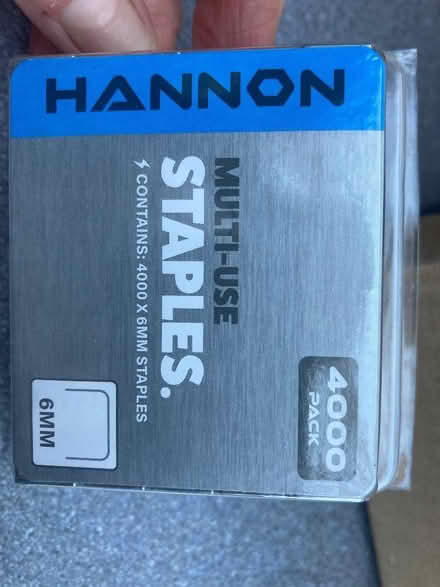 HANNON
MULTI-USE
STAPLES.
CONTAINS: 4000 X 6MM STAPLES
4000
PACK
6MM